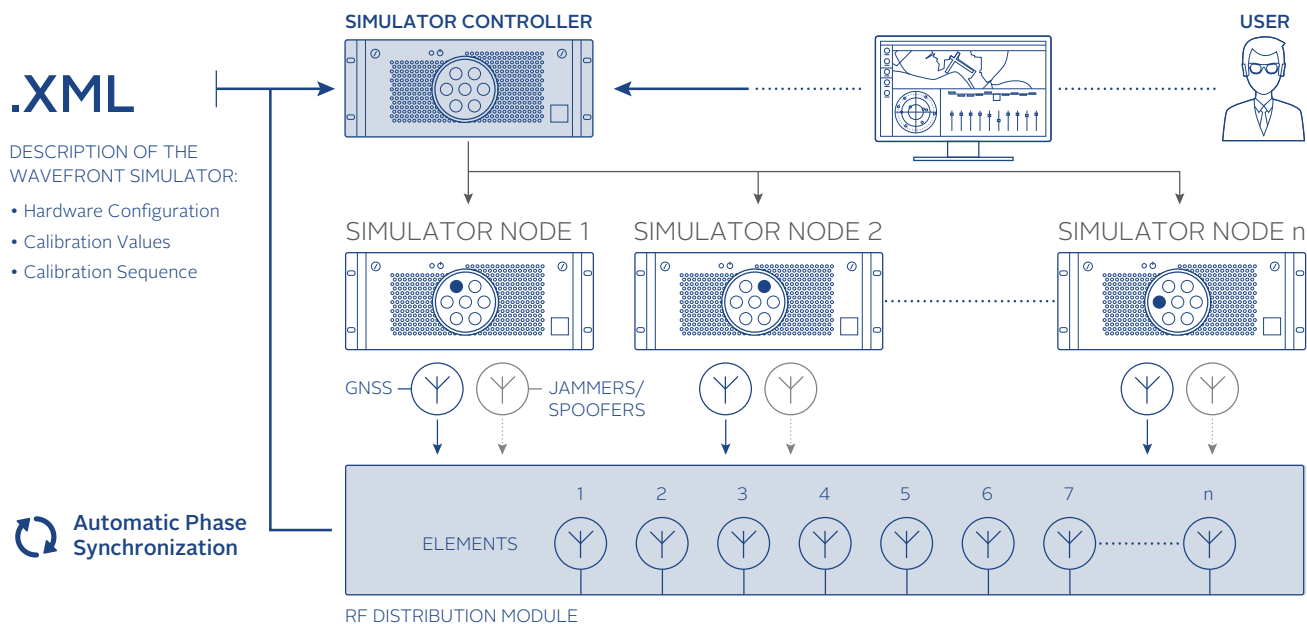 SIMULATOR CONTROLLER
USER
.XML
DESCRIPTION OF THE
WAVEFRONT SIMULATOR:
• Hardware Configuration
• Calibration Values
• Calibration Sequence
SIMULATOR NODE 1
SIMULATOR NODE 2
SIMULATOR NODE n
GNSS
JAMMERS/
SPOOFERS
1 2 3 4 5 6 7 n
ELEMENTS
Automatic Phase
Synchronization
RF DISTRIBUTION MODULE